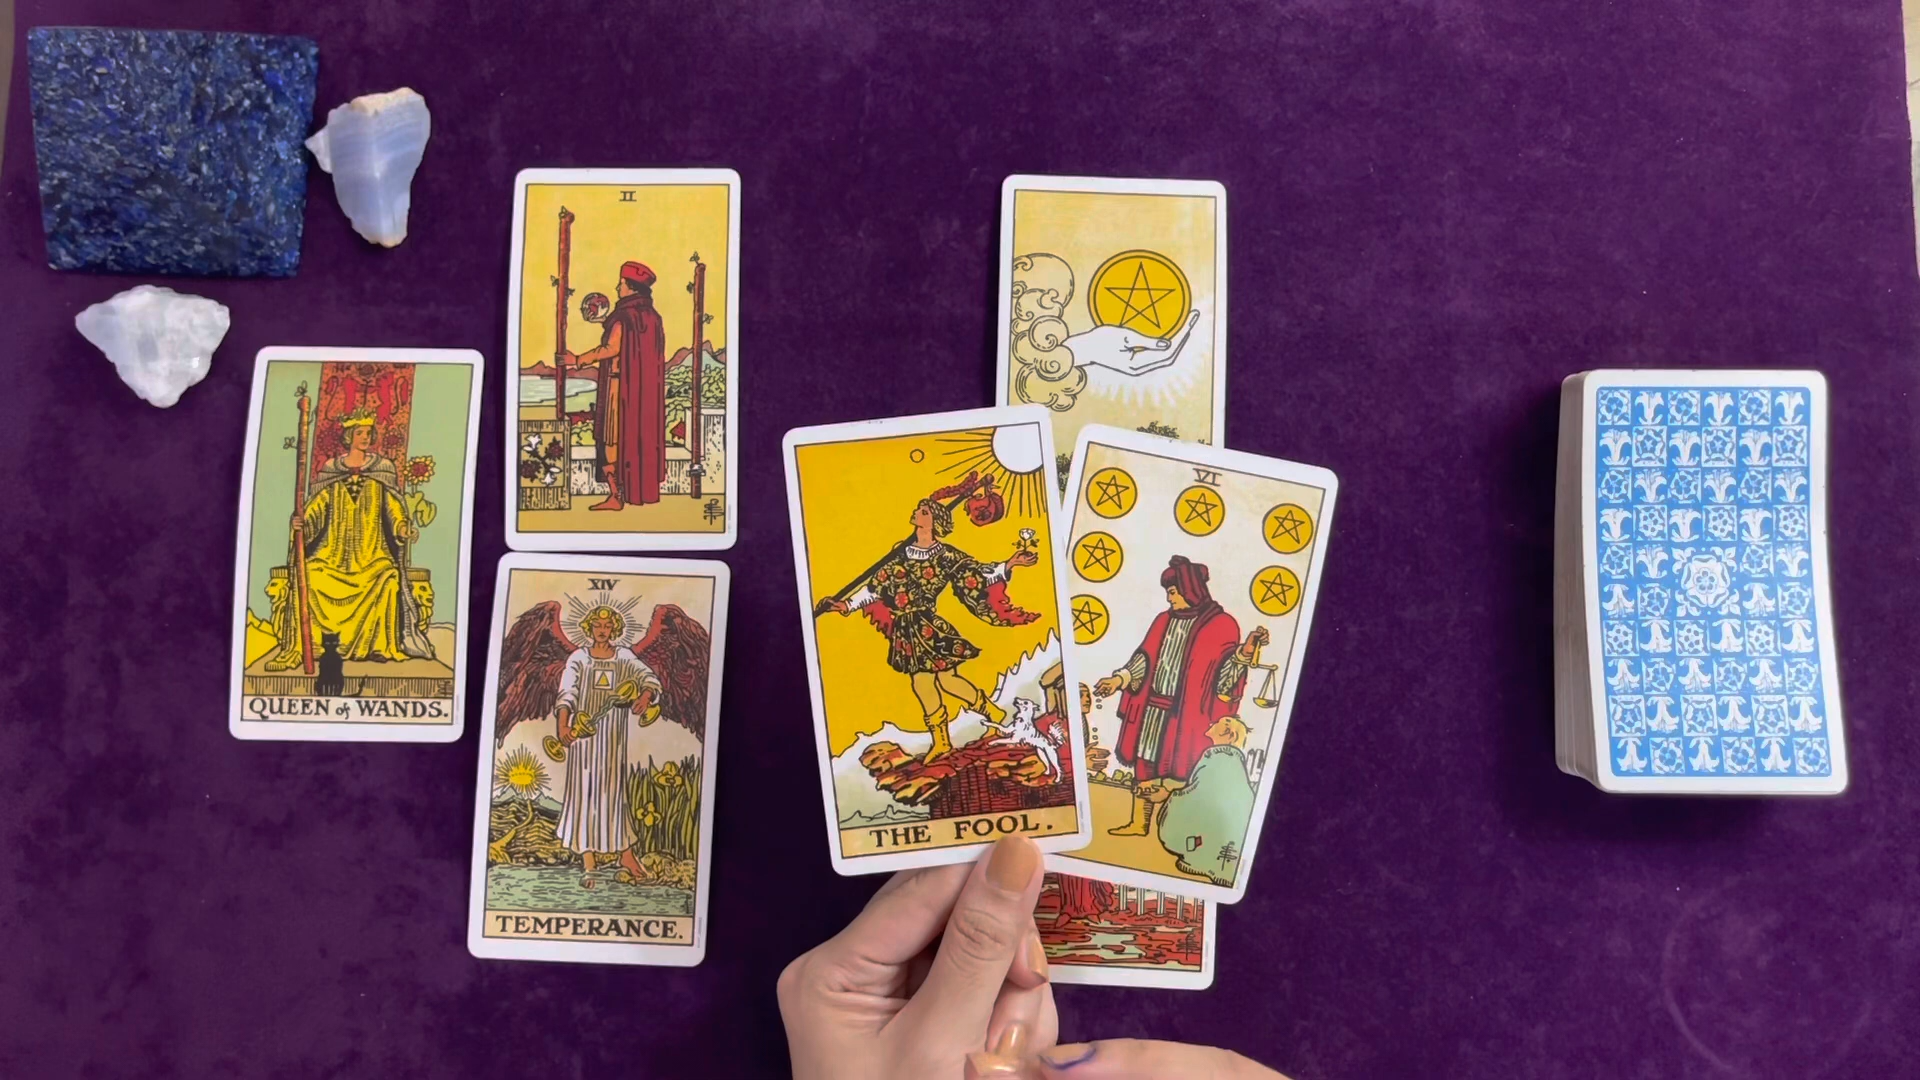 II
QUEEN of WANDS.
XIV
TEMPERANCE.
THE FOOL.
VI